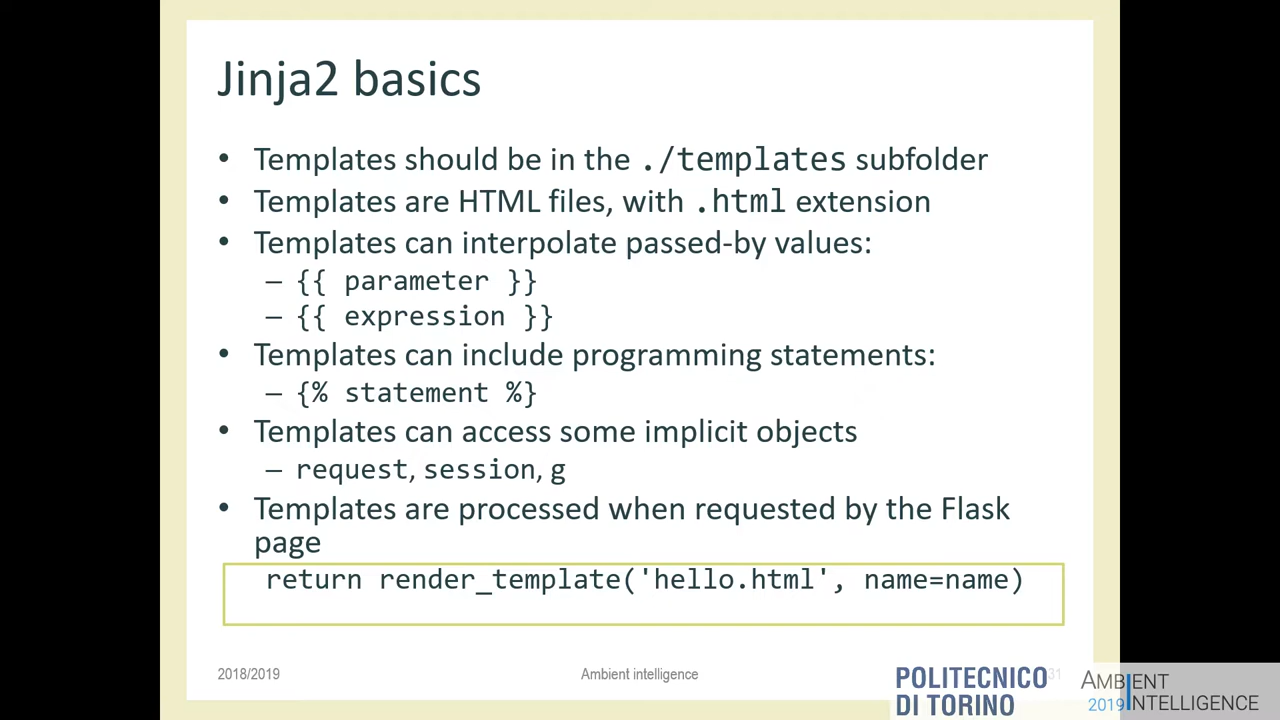 Jinja2 basics
• Templates should be in the ./templates subfolder
• Templates are HTML files, with .html extension
• Templates can interpolate passed-by values:
– {{ parameter }}
– {{ expression }}
• Templates can include programming statements:
– {% statement %}
• Templates can access some implicit objects
– request, session, g
• Templates are processed when requested by the Flask
page
return render_template('hello.html', name=name)
2018/2019
Ambient intelligence
31
POLITECNICO
DI TORINO
AMBIENT
2019 INTELLIGENCE